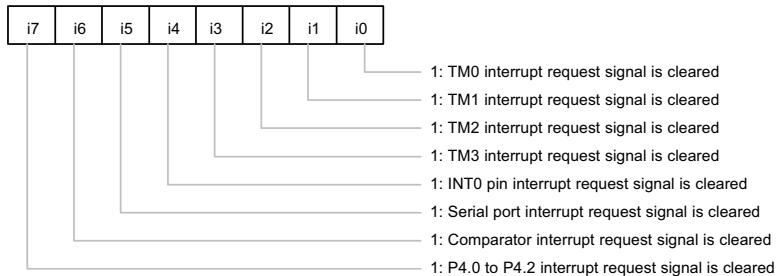 i7 i6 i5 i4 i3 i2 i1 i0
1: TM0 interrupt request signal is cleared
1: TM1 interrupt request signal is cleared
1: TM2 interrupt request signal is cleared
1: TM3 interrupt request signal is cleared
1: INT0 pin interrupt request signal is cleared
1: Serial port interrupt request signal is cleared
1: Comparator interrupt request signal is cleared
1: P4.0 to P4.2 interrupt request signal is cleared